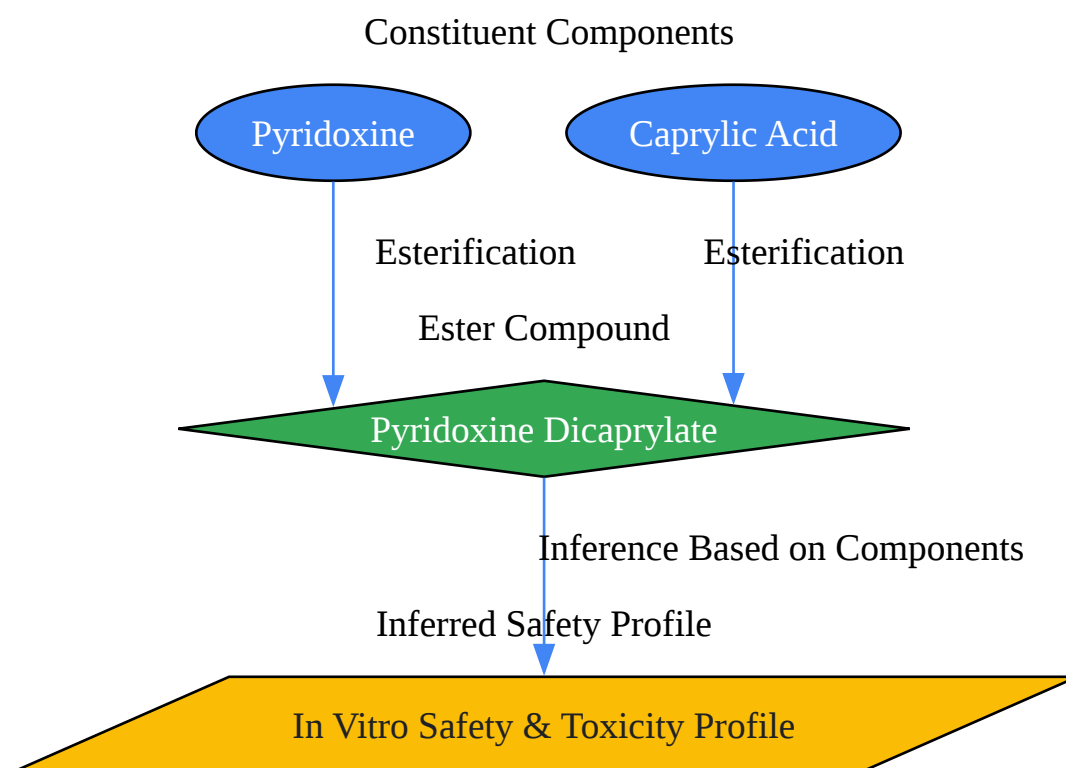 Constituent Components
Pyridoxine
Caprylic Acid
Esterification
Esterification
Ester Compound
Pyridoxine Dicaprylate
Inference Based on Components
Inferred Safety Profile
In Vitro Safety & Toxicity Profile